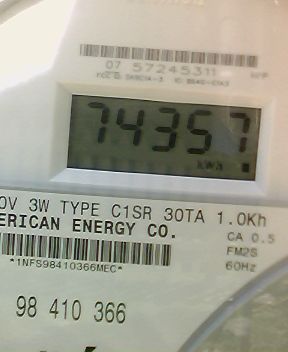 07 57245311
74357
kWh
0V 3W TYPE C1SR 30TA 1.0Kh
ERICAN ENERGY CO.
CA 0.5
FM2S
60Hz
*1NFS98410366MEC*
98 410 366